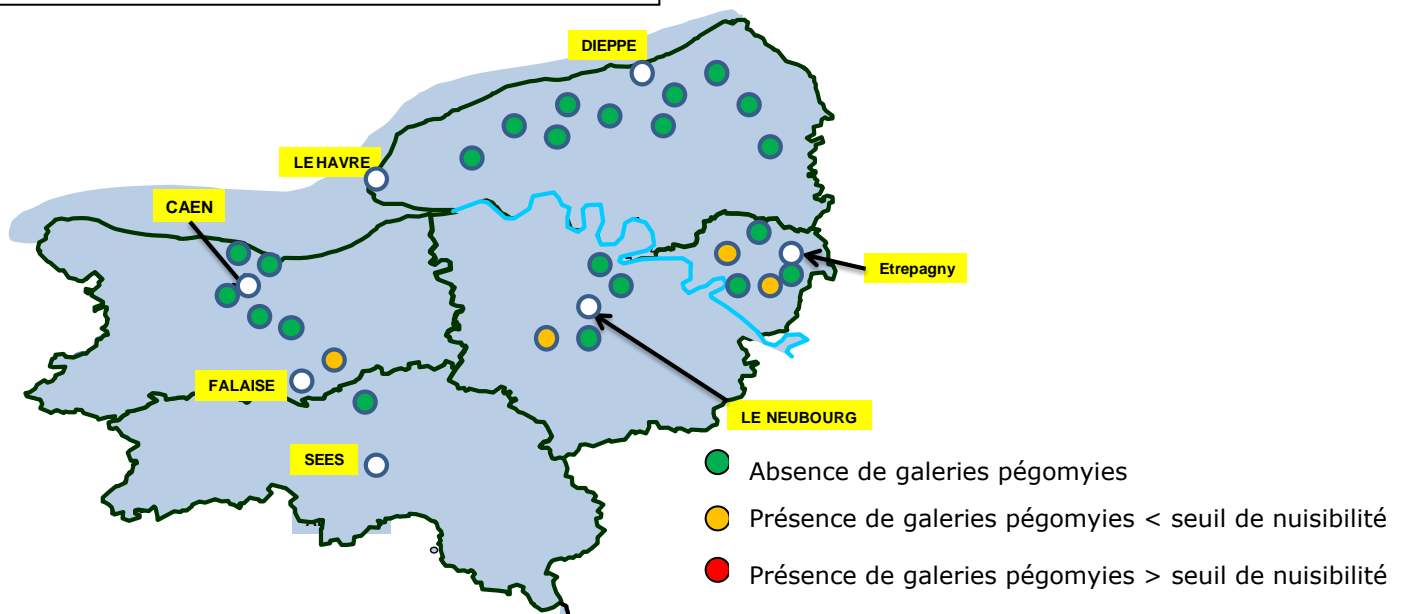 DIEPPE
LE HAVRE
CAEN
Etrepagny
FALAISE
LE NEUBOURG
SEES
Absence de galeries pégomyies
Présence de galeries pégomyies < seuil de nuisibilité
Présence de galeries pégomyies > seuil de nuisibilité